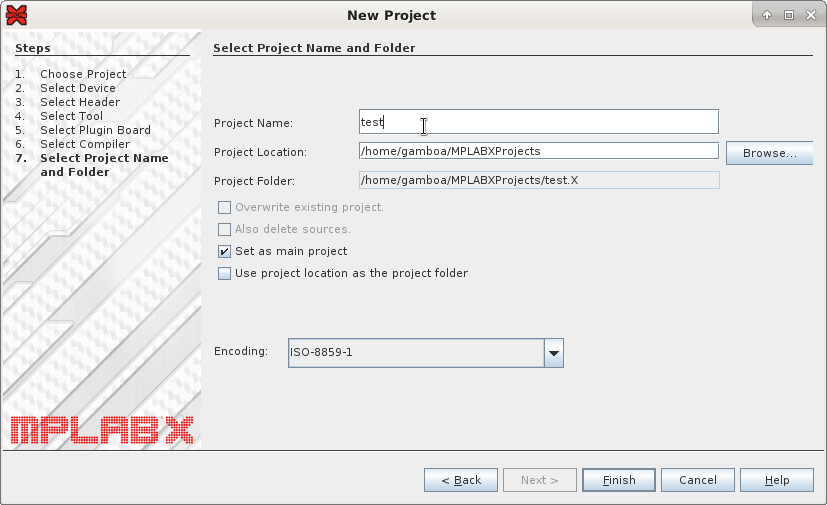 New Project
Steps
1. Choose Project
2. Select Device
3. Select Header
4. Select Tool
5. Select Plugin Board
6. Select Compiler
7. Select Project Name
and Folder
MPLAB X
Select Project Name and Folder
Project Name: test
Project Location: /home/gamboa/MPLABXProjects Browse...
Project Folder: /home/gamboa/MPLABXProjects/test.X
Overwrite existing project.
Also delete sources.
Set as main project
Use project location as the project folder
Encoding: ISO-8859-1
< Back Next > Finish Cancel Help